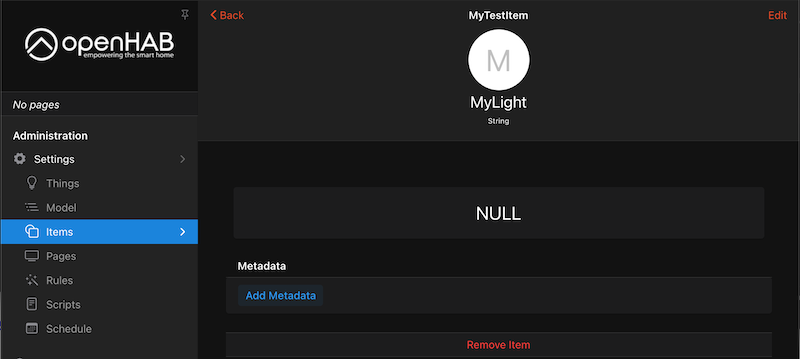 openHAB
empowering the smart home
No pages
Administration
Settings
Things
Model
Items
Pages
Rules
Scripts
Schedule
Back
MyTestItem
Edit
M
MyLight
String
NULL
Metadata
Add Metadata
Remove Item